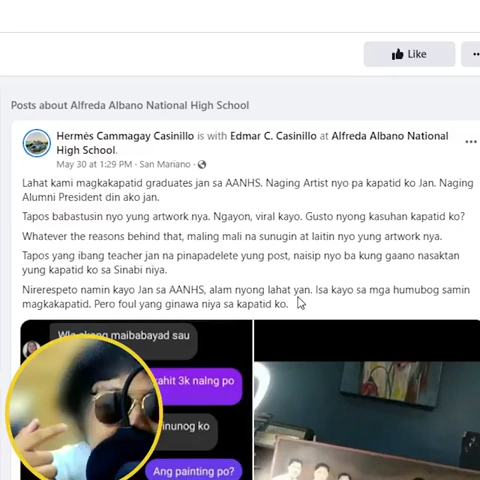 Like
Posts about Alfreda Albano National High School
Hermès Cammagay Casinillo is with Edmar C. Casinillo at Alfreda Albano National
High School.
May 30 at 1:29 PM · San Mariano ·
Lahat kami magkakapatid graduates jan sa AANHS. Naging Artist nyo pa kapatid ko Jan. Naging
Alumni President din ako jan.
Tapos babastusin nyo yung artwork nya. Ngayon, viral kayo. Gusto nyong kasuhan kapatid ko?
Whatever the reasons behind that, maling mali na sunugin at laitin nyo yung artwork nya.
Tapos yang ibang teacher jan na pinapadelete yung post, naisip nyo ba kung gaano nasaktan
yung kapatid ko sa Sinabi niya.
Nirerespeto namin kayo Jan sa AANHS, alam nyong lahat yan. Isa kayo sa mga humubog samin
magkakapatid. Pero foul yung ginawa niya sa kapatid ko.
akong maibabayad sau
3k nalng po
ko
Ang painting po?